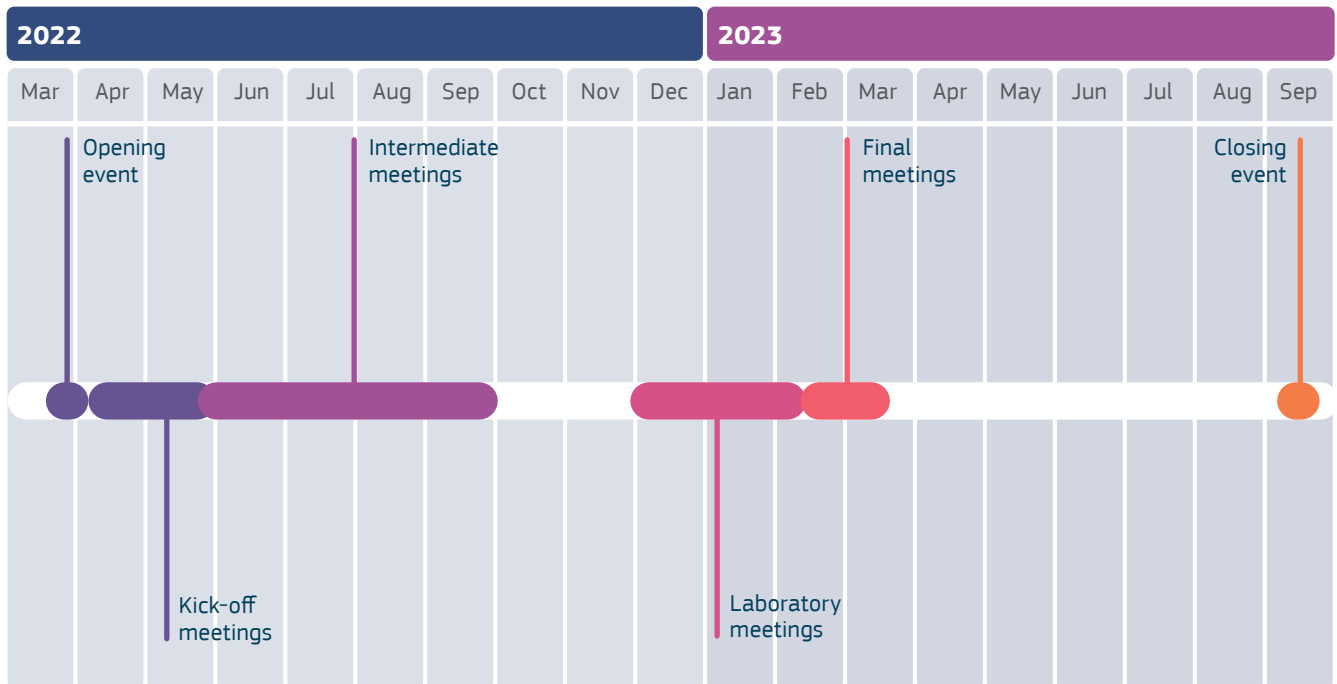 2022
2023
Mar Apr May Jun Jul Aug Sep Oct Nov Dec Jan Feb Mar Apr May Jun Jul Aug Sep
Opening
event
Intermediate
meetings
Final
meetings
Closing
event
Kick-off
meetings
Laboratory
meetings